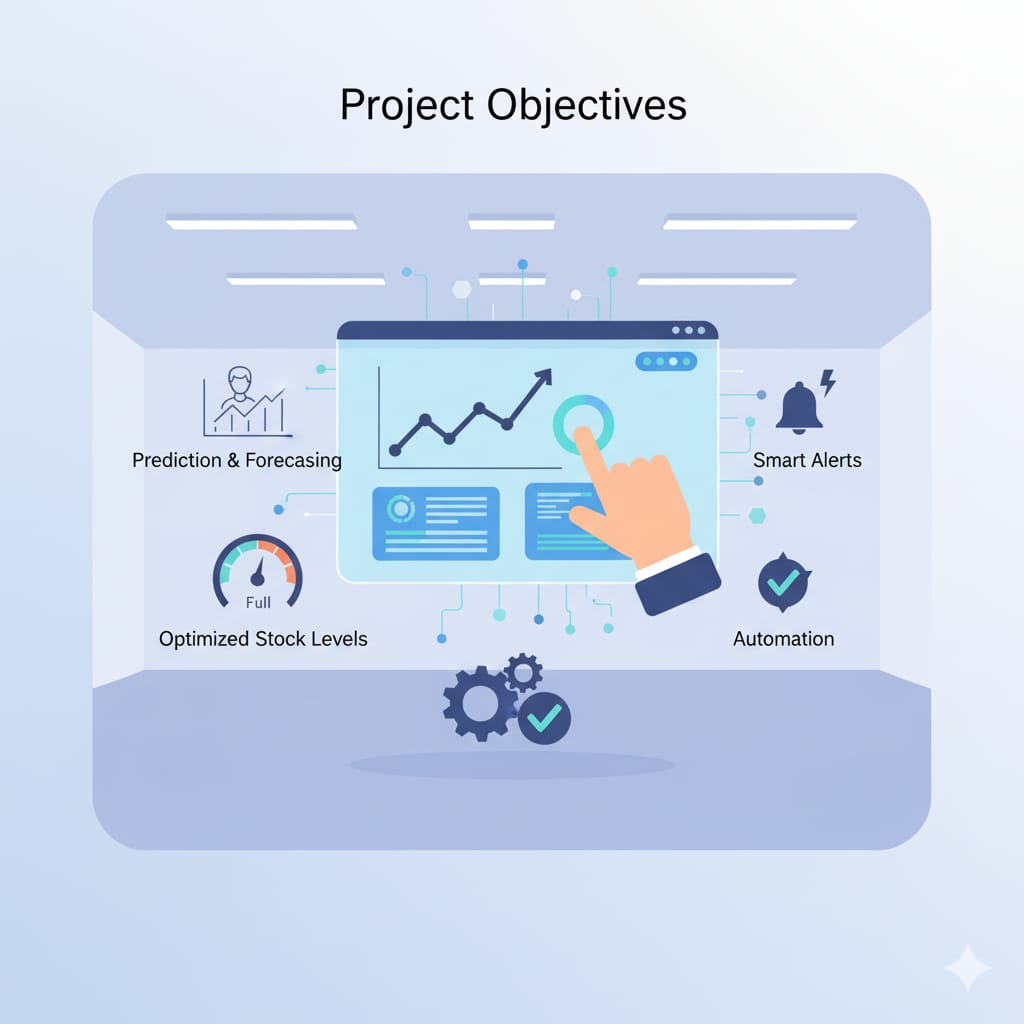 Project Objectives
Prediction & Forecasing
Smart Alerts
Full
Optimized Stock Levels
Automation